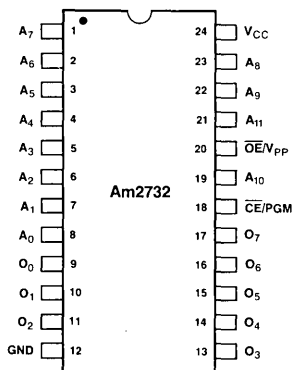 A7 1 24 VCC
A6 2 23 A8
A5 3 22 A9
A4 4 21 A11
A3 5 20 O̅E̅/VPP
A2 6 19 A10
Am2732
A1 7 18 C̅E̅/PGM
A0 8 17 O7
O0 9 16 O6
O1 10 15 O5
O2 11 14 O4
GND 12 13 O3